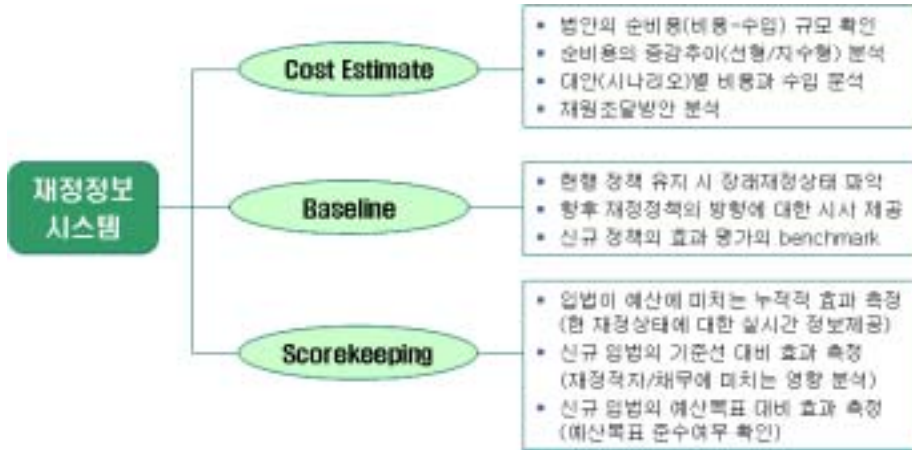 재정정보
시스템
Cost Estimate
• 법안의 순비용(비용-수입) 규모 확인
• 순비용의 증감추이(선형/지수형) 분석
• 대안(시나리오)별 비용과 수입 분석
• 재원조달방안 분석
Baseline
• 현행 정책 유지 시 장래재정상태 파악
• 향후 재정정책의 방향에 대한 시사 제공
• 신규 정책의 효과 평가의 benchmark
Scorekeeping
• 입법이 예산에 미치는 누적적 효과 측정
(현 재정상태에 대한 실시간 정보제공)
• 신규 입법의 기준선 대비 효과 측정
(재정적자/채무에 미치는 영향 분석)
• 신규 입법의 예산목표 대비 효과 측정
(예산목표 준수여부 확인)